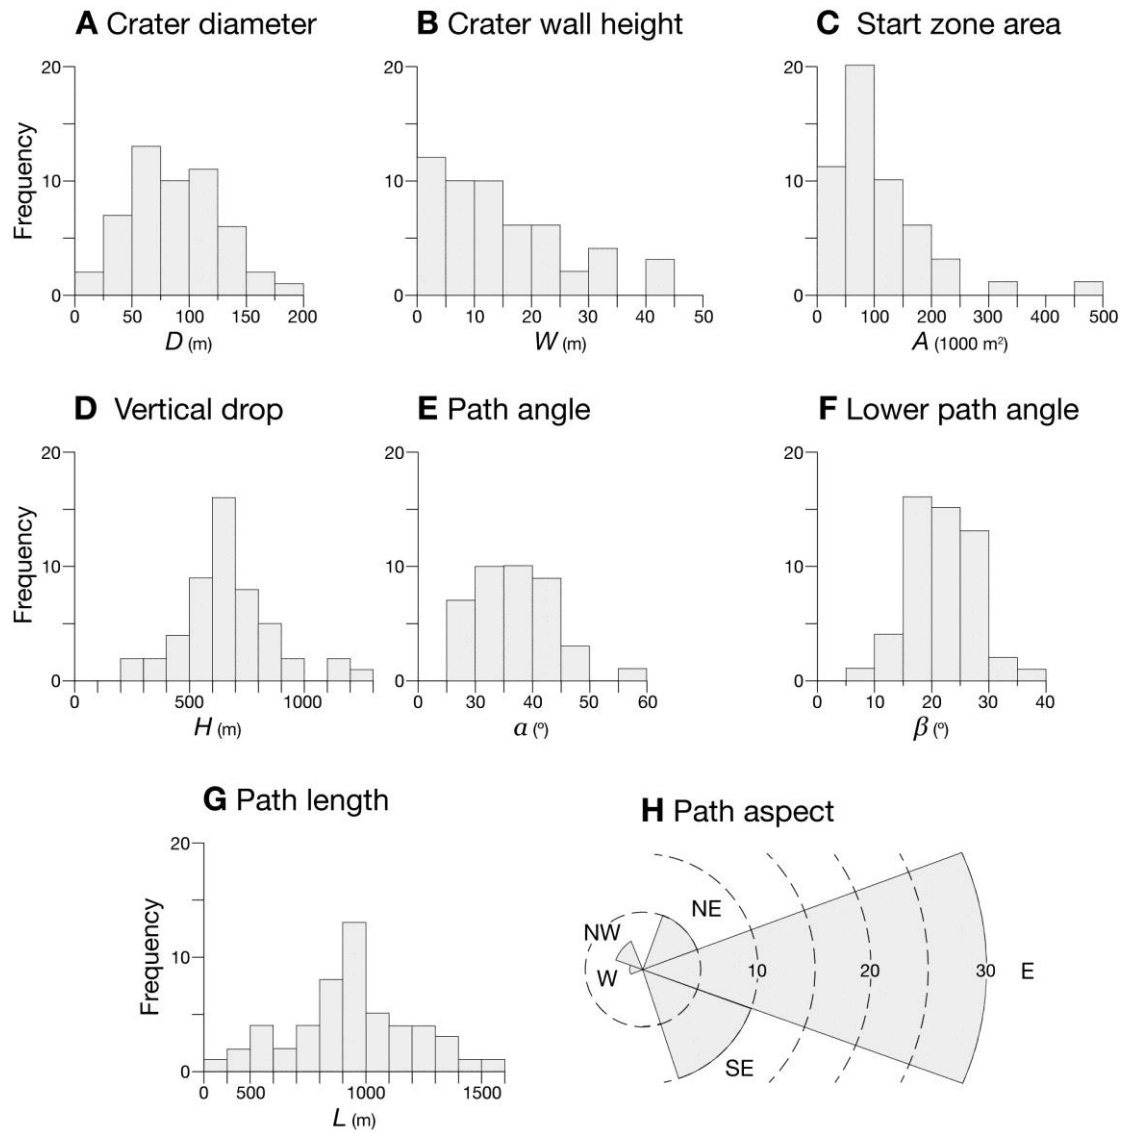 A Crater diameter
B Crater wall height
C Start zone area
Frequency
20
10
0
0 50 100 150 200
D (m)
20
10
0
0 10 20 30 40 50
W (m)
20
10
0
0 100 200 300 400 500
A (1000 m²)
D Vertical drop
E Path angle
F Lower path angle
Frequency
20
10
0
0 500 1000
H (m)
20
10
0
0 20 40 50 60
α (º)
20
10
0
0 10 20 30 40
β (º)
G Path length
H Path aspect
Frequency
20
10
0
0 500 1000 1500
L (m)
NE
NW
W
10 20 30 E
SE